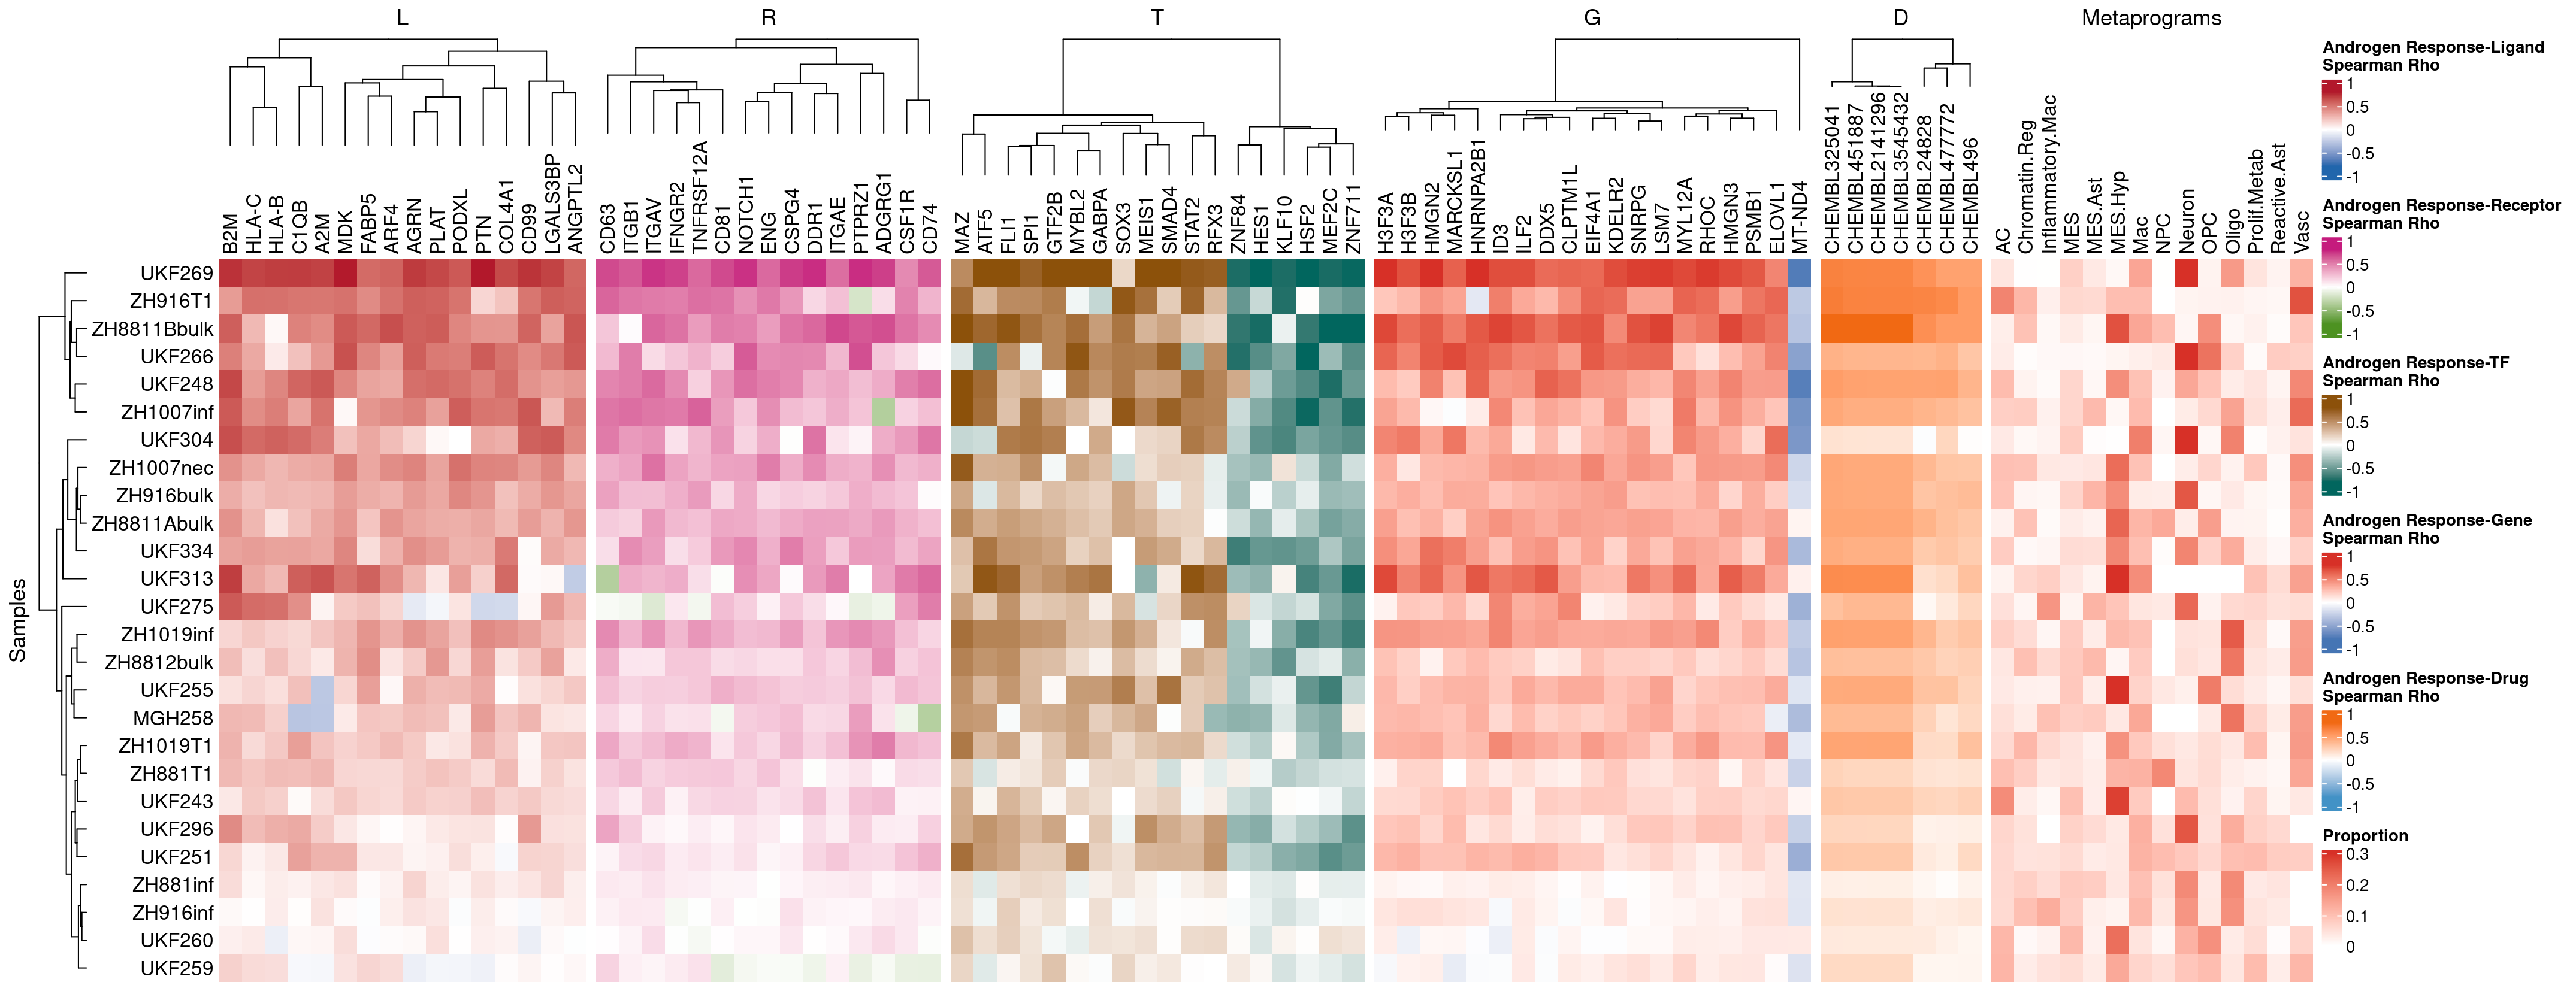 L R T G D Metaprograms
B2M HLA-C HLA-B C1QB A2M MDK FABP5 ARF4 AGRN PLAT PODXL PTN COL4A1 CD99 LGALS3BP ANGPTL2
CD63 ITGB1 ITGAV IFNGR2 TNFRSF12A CD81 NOTCH1 ENG CSPG4 DDR1 ITGAE PTPRZ1 ADGRG1 CSF1R CD74
MAZ ATF5 FLI1 SPI1 GTF2B MYBL2 GABPA SOX3 MEIS1 SMAD4 STAT2 RFX3 ZNF84 HES1 KLF10 HSF2 MEF2C ZNF711
H3F3A H3F3B HMGN2 MARCKSL1 HNRNPA2B1 ID3 ILF2 DDX5 CLPTM1L EIF4A1 KDELR2 SNRPG LSM7 MYL12A RHOC HMGN3 PSMB1 ELOVL1 MT-ND4
CHEMBL325041 CHEMBL451887 CHEMBL2141296 CHEMBL3545432 CHEMBL24828 CHEMBL477772 CHEMBL496
AC Chromatin.Reg Inflammatory.Mac MES MES.Ast MES.Hyp Mac NPC Neuron OPC Oligo Prolif.Metab Reactive.Ast Vasc
Samples
UKF269
ZH916T1
ZH8811Bbulk
UKF266
UKF248
ZH1007inf
UKF304
ZH1007nec
ZH916bulk
ZH8811Abulk
UKF334
UKF313
UKF275
ZH1019inf
ZH8812bulk
UKF255
MGH258
ZH1019T1
ZH881T1
UKF243
UKF296
UKF251
ZH881inf
ZH916inf
UKF260
UKF259
Androgen Response-Ligand
Spearman Rho
1
0.5
0
-0.5
-1
Androgen Response-Receptor
Spearman Rho
1
0.5
0
-0.5
-1
Androgen Response-TF
Spearman Rho
1
0.5
0
-0.5
-1
Androgen Response-Gene
Spearman Rho
1
0.5
0
-0.5
-1
Androgen Response-Drug
Spearman Rho
1
0.5
0
-0.5
-1
Proportion
0.3
0.2
0.1
0